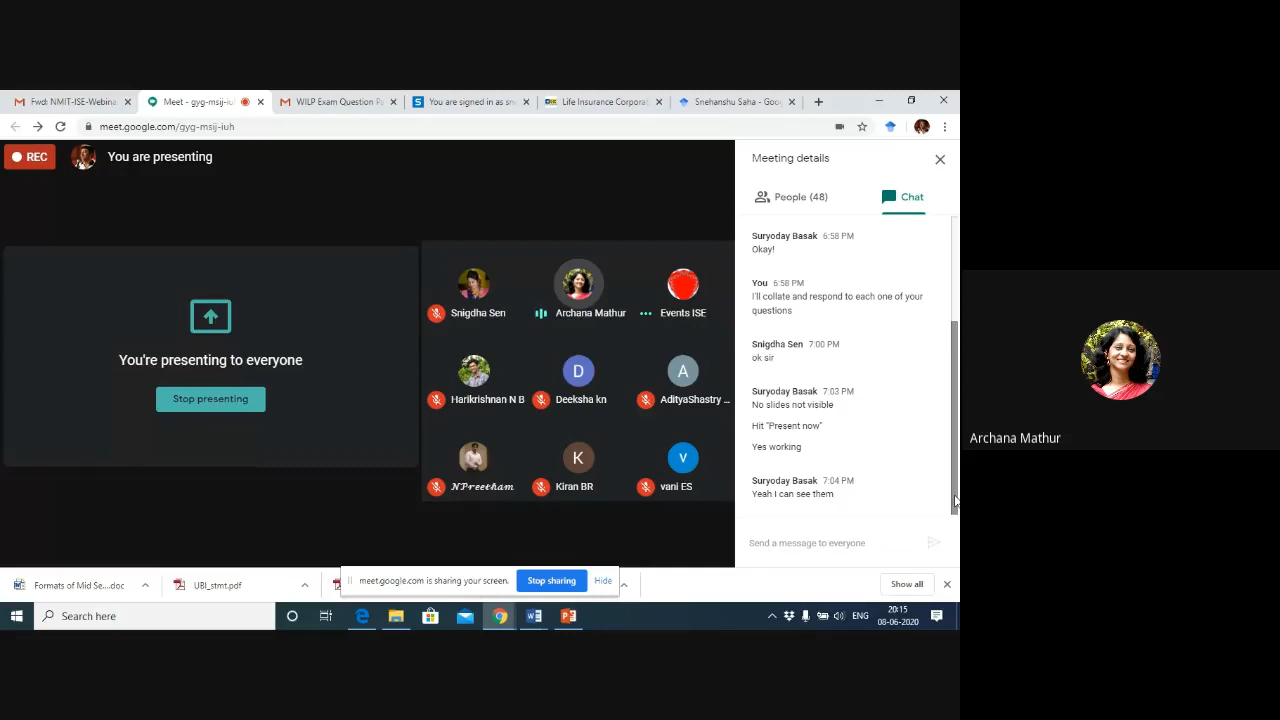 Fwd: NMIT-ISE-Webina
Meet - gyg-msij-iuh
WILP Exam Question Pa
You are signed in as sn
Life Insurance Corporat
Snehanshu Saha - Goo
meet.google.com/gyg-msij-iuh
REC
You are presenting
Meeting details
People (48)
Chat
Suryoday Basak 6:58 PM
Okay!
You 6:58 PM
I'll collate and respond to each one of your
questions
Snigdha Sen 7:00 PM
ok sir
Suryoday Basak 7:03 PM
No slides not visible
Hit "Present now"
Yes working
Suryoday Basak 7:04 PM
Yeah I can see them
Send a message to everyone
You're presenting to everyone
Stop presenting
Snigdha Sen
Archana Mathur
Events ISE
D
A
Harikrishnan N B
Deeksha kn
AdityaShastry ...
K
V
𝓝𝓟𝓻𝓮𝓮𝓽𝓱𝓪𝓶
Kiran BR
vani ES
Archana Mathur
Formats of Mid Se....doc
UBI_stmt.pdf
meet.google.com is sharing your screen.
Stop sharing
Hide
Show all
Search here
ENG
20:15
08-06-2020